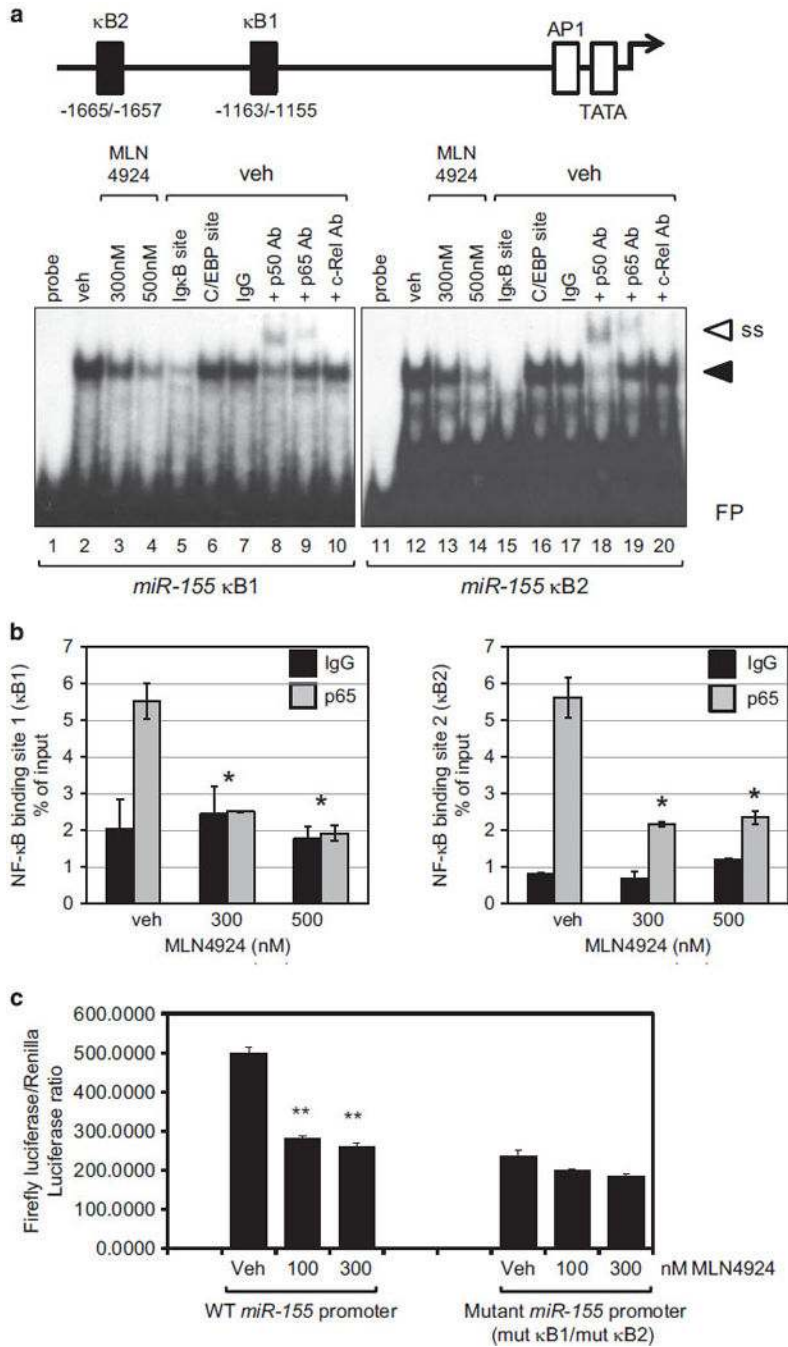 a
κB2 κB1 AP1
-1665/-1657 -1163/-1155 TATA
MLN 4924 veh MLN 4924 veh
probe veh 300nM 500nM IgκB site C/EBP site IgG + p50 Ab + p65 Ab + c-Rel Ab probe veh 300nM 500nM IgκB site C/EBP site IgG + p50 Ab + p65 Ab + c-Rel Ab
ss
FP
1 2 3 4 5 6 7 8 9 10 11 12 13 14 15 16 17 18 19 20
miR-155 κB1 miR-155 κB2
b
NF-κB binding site 1 (κB1)
% of input
7
6
5
4
3
2
1
0
IgG
p65
* *
veh 300 500
MLN4924 (nM)
NF-κB binding site 2 (κB2)
% of input
7
6
5
4
3
2
1
0
IgG
p65
* *
veh 300 500
MLN4924 (nM)
c
Firefly luciferase/Renilla
Luciferase ratio
600.0000
500.0000
400.0000
300.0000
200.0000
100.0000
0.0000
** **
Veh 100 300 Veh 100 300 nM MLN4924
WT miR-155 promoter Mutant miR-155 promoter
(mut κB1/mut κB2)